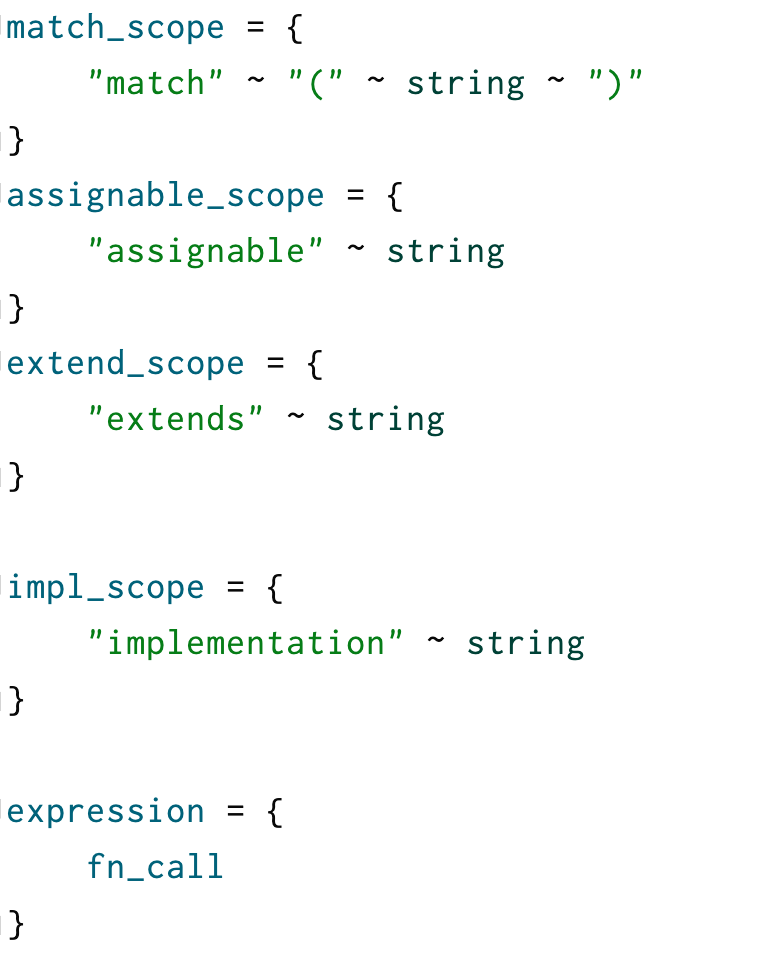 match_scope = {
"match" ~ "(" ~ string ~ ")"
}
assignable_scope = {
"assignable" ~ string
}
extend_scope = {
"extends" ~ string
}
impl_scope = {
"implementation" ~ string
}
expression = {
fn_call
}